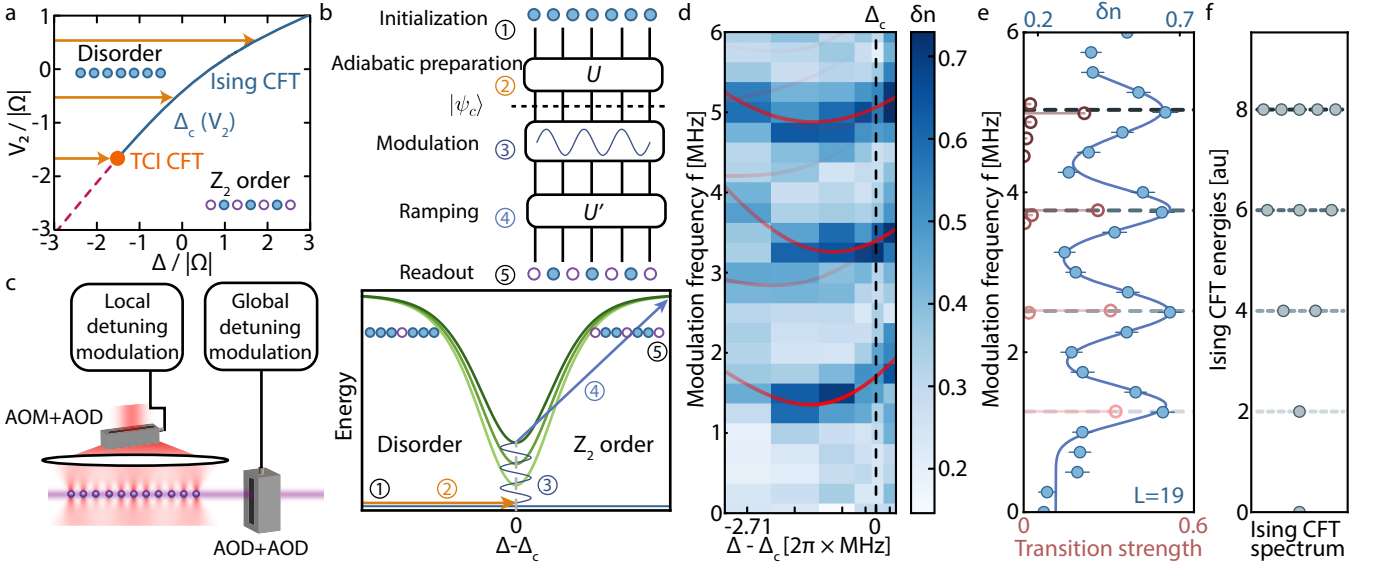 a
V₂ / |Ω|
1
0
-1
-2
-3
Disorder
Ising CFT
Δc (V₂)
TCI CFT
Z₂ order
-3
-2
-1
0
1
2
3
Δ / |Ω|
b
Initialization
①
Adiabatic preparation
②
U
|ψc⟩
Modulation
③
Ramping
④
U′
Readout
⑤
Energy
Disorder
Z₂ order
①
②
③
④
⑤
0
Δ-Δc
c
Local
detuning
modulation
Global
detuning
modulation
AOM+AOD
AOD+AOD
d
Δc
δn
Modulation frequency f [MHz]
6
5
4
3
2
1
0
-2.71
0
Δ - Δc [2π × MHz]
0.7
0.6
0.5
0.4
0.3
0.2
e
0.2
δn
0.7
Modulation frequency f [MHz]
6
4
2
0
L=19
0
0.6
Transition strength
f
Ising CFT energies [au]
8
6
4
2
0
Ising CFT
spectrum